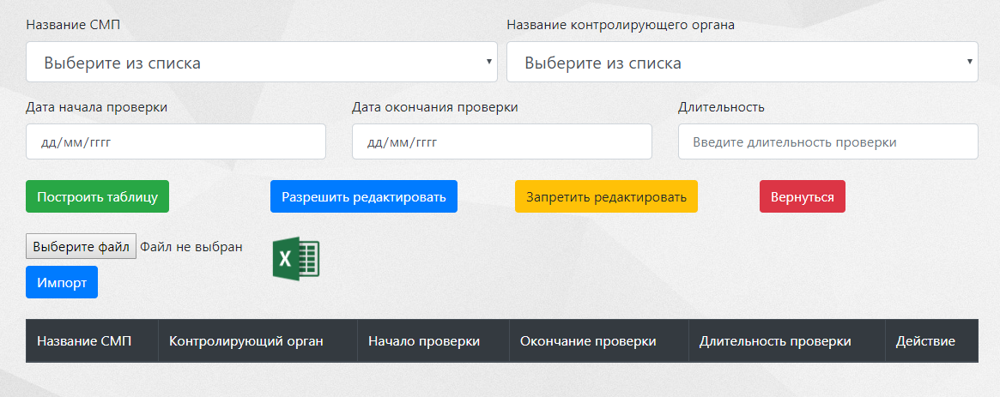 Название СМП Название контролирующего органа
Выберите из списка Выберите из списка
Дата начала проверки Дата окончания проверки Длительность
дд/мм/гггг дд/мм/гггг Введите длительность проверки
Построить таблицу Разрешить редактировать Запретить редактировать Вернуться
Выберите файл Файл не выбран X
Импорт
Название СМП Контролирующий орган Начало проверки Окончание проверки Длительность проверки Действие